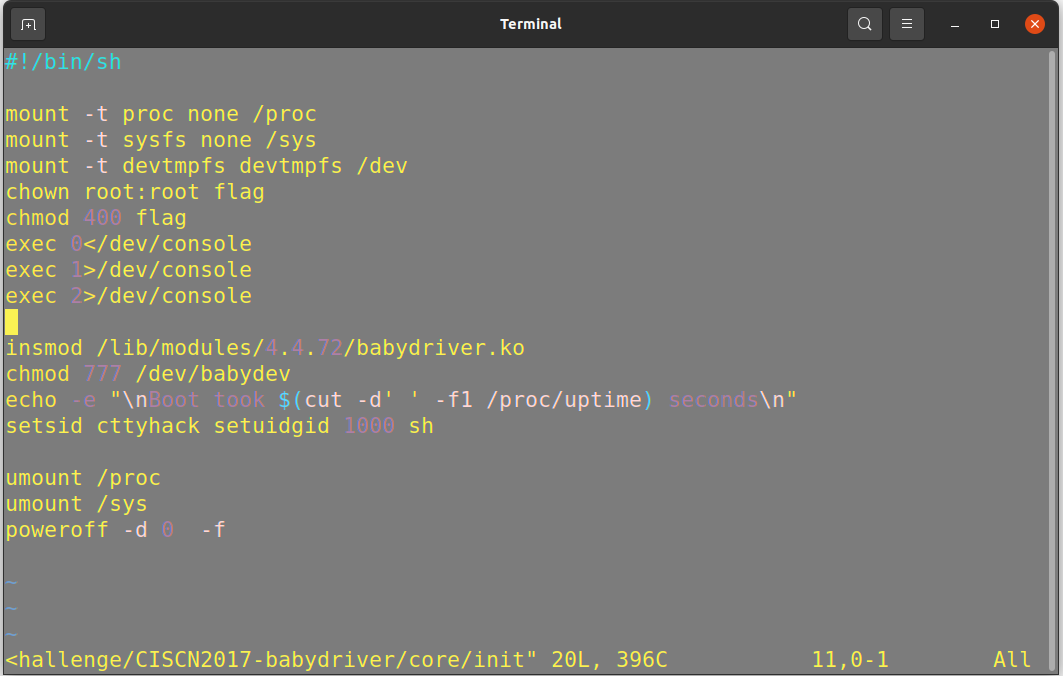 Terminal
#!/bin/sh
mount -t proc none /proc
mount -t sysfs none /sys
mount -t devtmpfs devtmpfs /dev
chown root:root flag
chmod 400 flag
exec 0</dev/console
exec 1>/dev/console
exec 2>/dev/console
insmod /lib/modules/4.4.72/babydriver.ko
chmod 777 /dev/babydev
echo -e "\nBoot took $(cut -d' ' -f1 /proc/uptime) seconds\n"
setsid cttyhack setuidgid 1000 sh
umount /proc
umount /sys
poweroff -d 0  -f
~
~
~
<hallenge/CISCN2017-babydriver/core/init" 20L, 396C 11,0-1 All